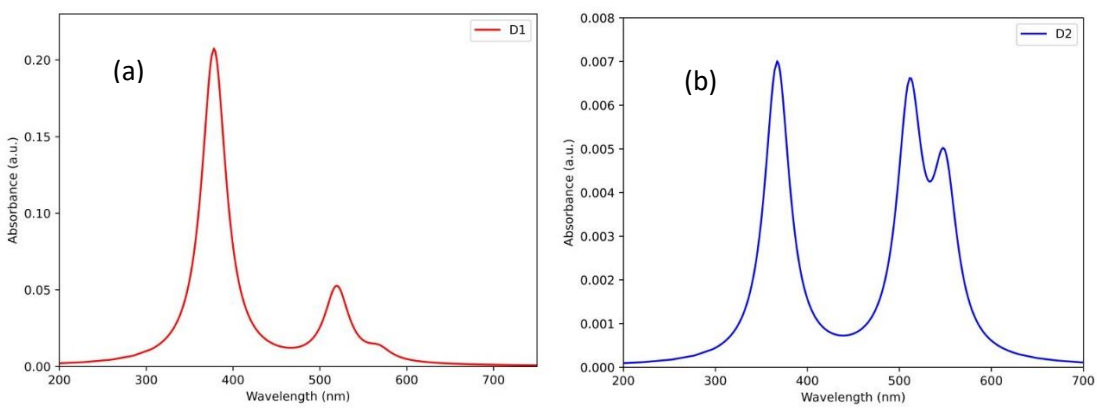 D1
(a)
0.20
0.15
0.10
0.05
0.00
200 300 400 500 600 700
Wavelength (nm)
Absorbance (a.u.)
D2
(b)
0.008
0.007
0.006
0.005
0.004
0.003
0.002
0.001
0.000
200 300 400 500 600 700
Wavelength (nm)
Absorbance (a.u.)